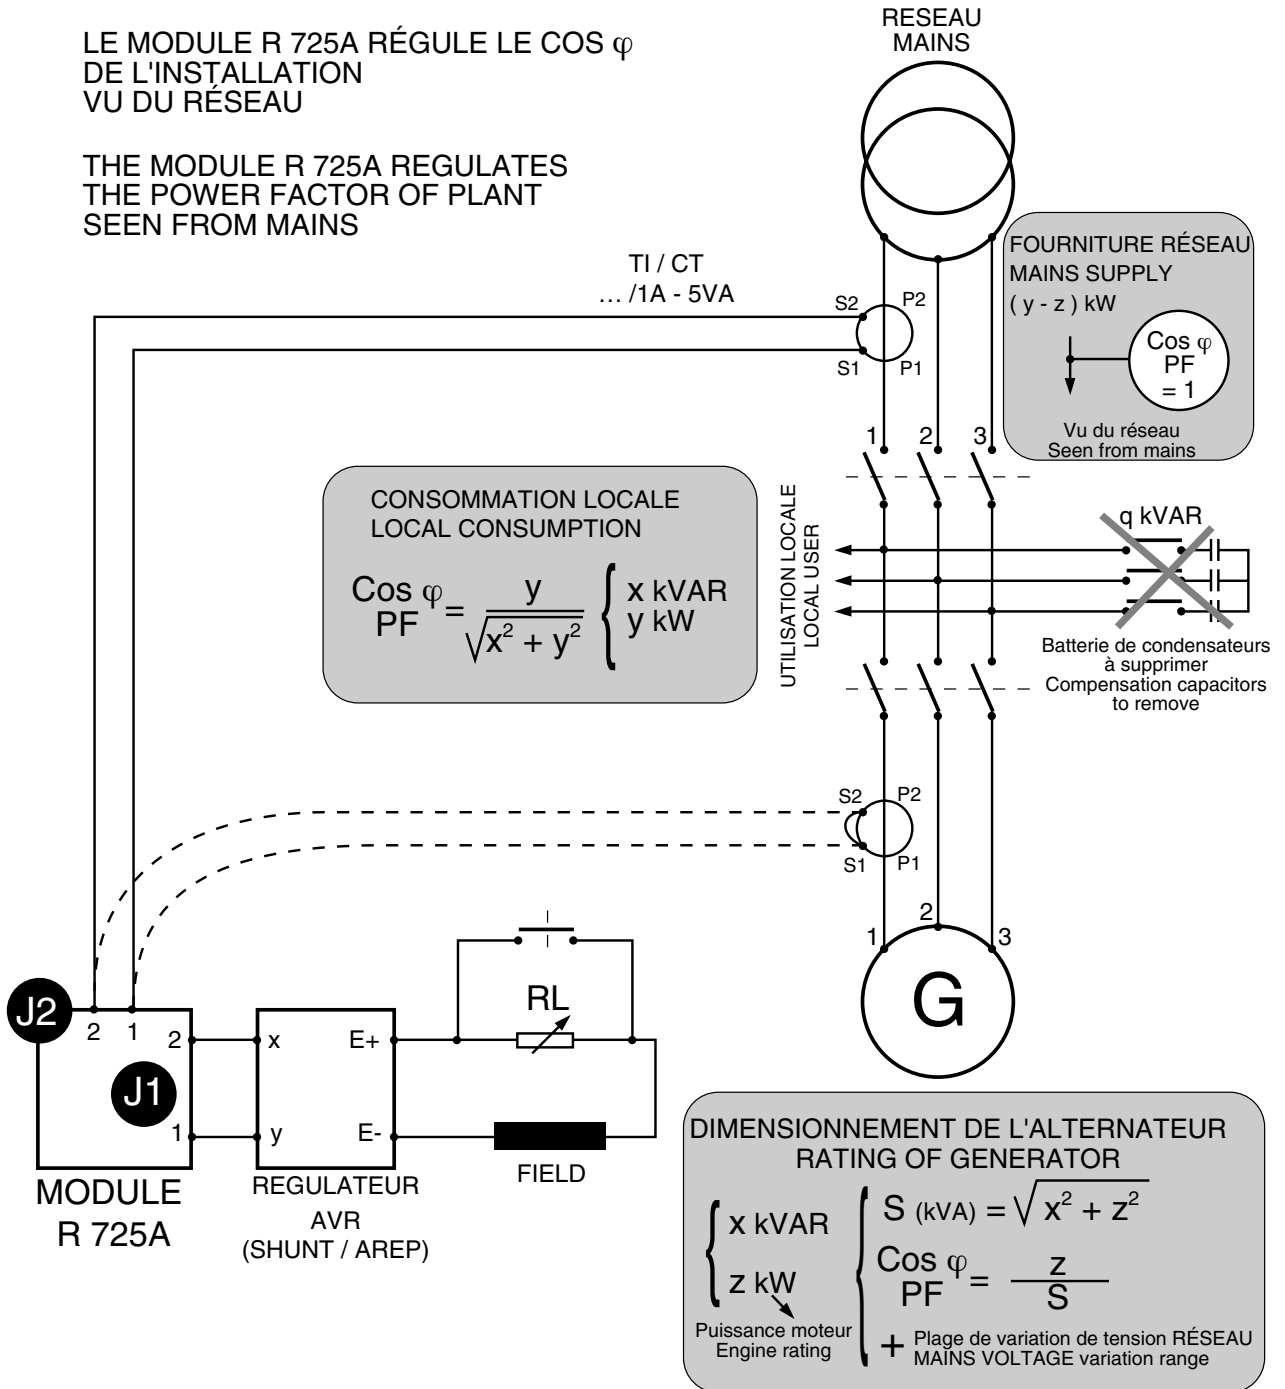 LE MODULE R 725A RÉGULE LE COS φ
DE L'INSTALLATION
VU DU RÉSEAU
THE MODULE R 725A REGULATES
THE POWER FACTOR OF PLANT
SEEN FROM MAINS
RESEAU
MAINS
TI / CT
... /1A - 5VA
S2
P2
S1
P1
FOURNITURE RÉSEAU
MAINS SUPPLY
( y - z ) kW
Cos φ
PF
= 1
Vu du réseau
Seen from mains
1 2 3
CONSOMMATION LOCALE
LOCAL CONSUMPTION
Cos φ
PF = y / √(x² + y²)
x kVAR
y kW
UTILISATION LOCALE
LOCAL USER
q kVAR
Batterie de condensateurs
à supprimer
Compensation capacitors
to remove
S2
P2
S1
P1
1 2 3
G
J2
2 1
J1
2
1
MODULE
R 725A
x
y
E+
E-
REGULATEUR
AVR
(SHUNT / AREP)
RL
FIELD
DIMENSIONNEMENT DE L'ALTERNATEUR
RATING OF GENERATOR
x kVAR
z kW
Puissance moteur
Engine rating
S (kVA) = √(x² + z²)
Cos φ
PF = z / S
+ Plage de variation de tension RÉSEAU
MAINS VOLTAGE variation range